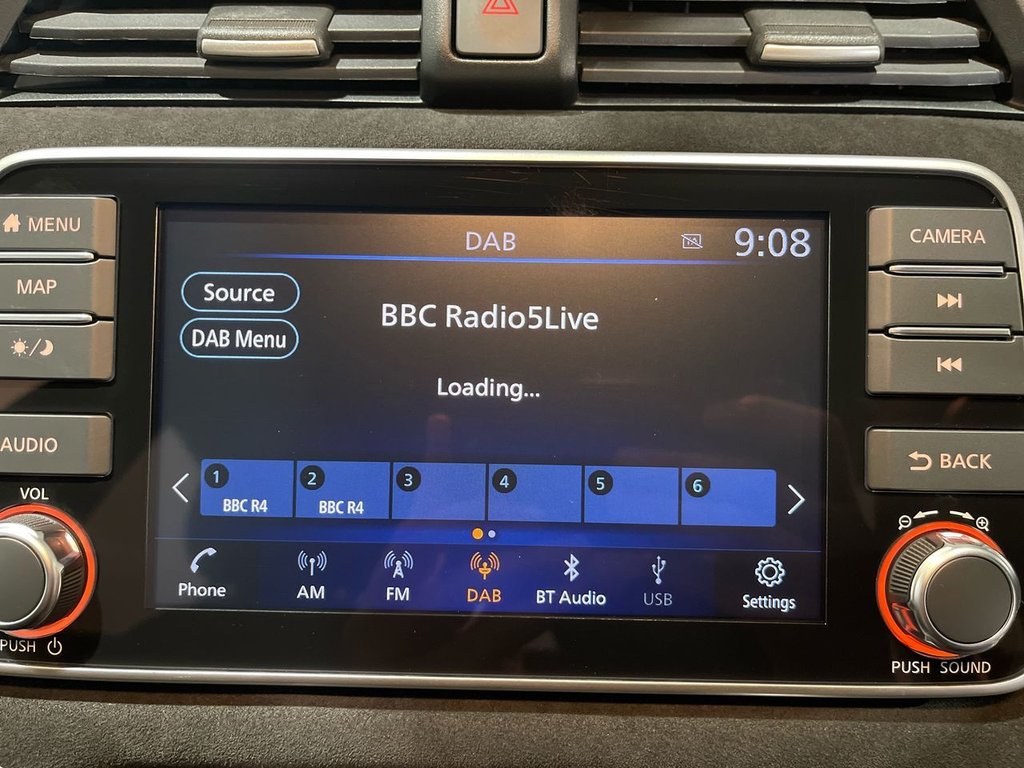 MENU
MAP
AUDIO
VOL
PUSH
DAB
TA
9:08
Source
DAB Menu
BBC Radio5Live
Loading...
1
BBC R4
2
BBC R4
3
4
5
6
Phone
AM
FM
DAB
BT Audio
USB
Settings
CAMERA
BACK
PUSH SOUND